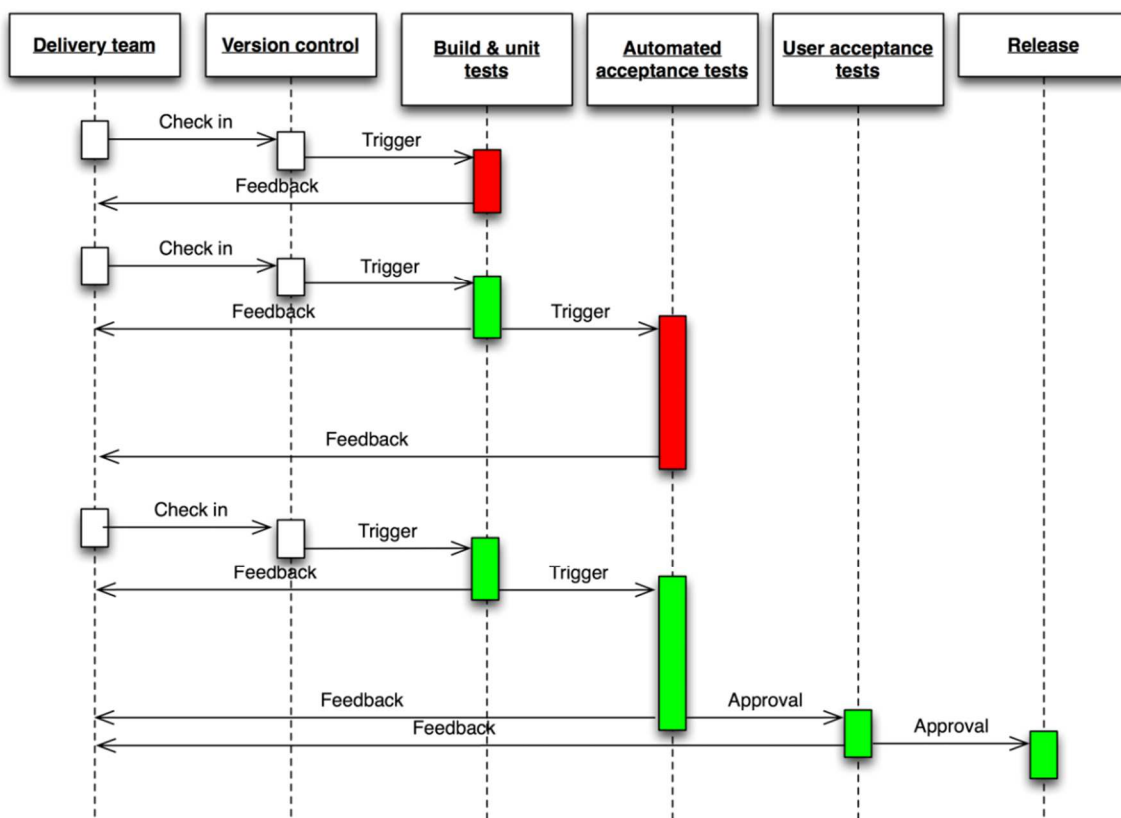 Delivery team
Version control
Build & unit
tests
Automated
acceptance tests
User acceptance
tests
Release
Check in
Trigger
Feedback
Check in
Trigger
Feedback
Trigger
Feedback
Check in
Trigger
Feedback
Trigger
Feedback
Approval
Feedback
Approval